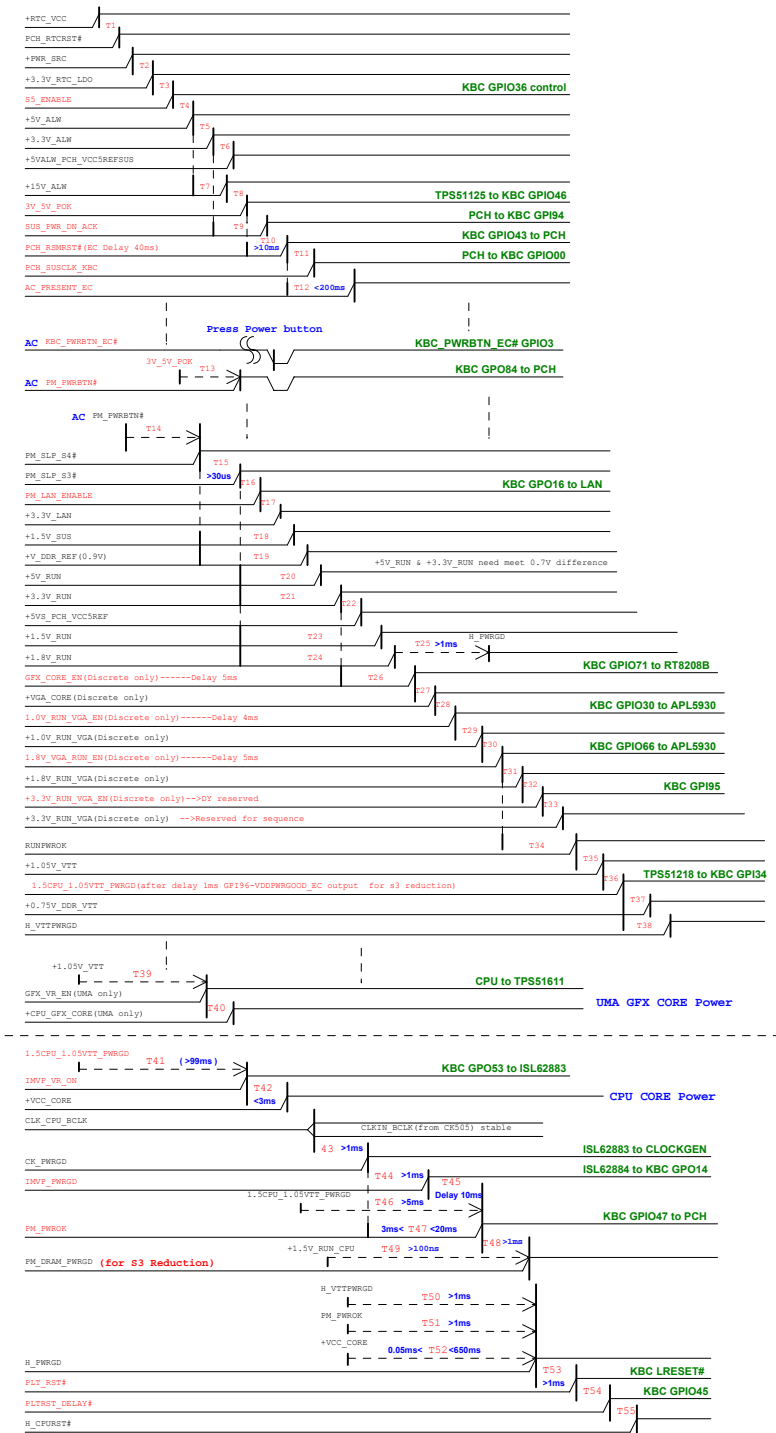 +RTC_VCC
T1
PCH_RTCRST#
+PWR_SRC
T2
+3.3V_RTC_LDO
T3
KBC GPIO36 control
S5_ENABLE
T4
+5V_ALW
T5
+3.3V_ALW
T6
+5VALW_PCH_VCC5REFSUS
+15V_ALW
T7
T8
TPS51125 to KBC GPIO46
3V_5V_POK
PCH to KBC GPI94
SUS_PWR_DN_ACK
T9
T10
KBC GPIO43 to PCH
PCH_RSMRST#(EC Delay 40ms)
>10ms
T11
PCH to KBC GPIO00
PCH_SUSCLK_KBC
AC_PRESENT_EC
T12 <200ms
Press Power button
AC KBC_PWRBTN_EC#
KBC_PWRBTN_EC# GPIO3
3V_5V_POK
T13
KBC GPO84 to PCH
AC PM_PWRBTN#
AC PM_PWRBTN#
T14
PM_SLP_S4#
T15
PM_SLP_S3#
>30us
T16
KBC GPO16 to LAN
PM_LAN_ENABLE
T17
+3.3V_LAN
+1.5V_SUS
T18
+V_DDR_REF(0.9V)
T19
+5V_RUN & +3.3V_RUN need meet 0.7V difference
+5V_RUN
T20
+3.3V_RUN
T21
T22
+5VS_PCH_VCC5REF
+1.5V_RUN
T23
T25 >1ms
H_PWRGD
+1.8V_RUN
T24
GFX_CORE_EN(Discrete only)------Delay 5ms
T26
KBC GPIO71 to RT8208B
+VGA_CORE(Discrete only)
T27
T28
KBC GPIO30 to APL5930
1.0V_RUN_VGA_EN(Discrete only)------Delay 4ms
T29
+1.0V_RUN_VGA(Discrete only)
T30
KBC GPIO66 to APL5930
1.8V_VGA_RUN_EN(Discrete only)------Delay 5ms
T31
+1.8V_RUN_VGA(Discrete only)
T32
KBC GPI95
+3.3V_RUN_VGA_EN(Discrete only)-->DY reserved
T33
+3.3V_RUN_VGA(Discrete only) -->Reserved for sequence
RUNPWROK
T34
+1.05V_VTT
T35
TPS51218 to KBC GPI34
1.5CPU_1.05VTT_PWRGD(after delay 1ms GPI96-VDDPWRGOOD_EC output for s3 reduction)
T36
+0.75V_DDR_VTT
T37
H_VTTPWRGD
T38
+1.05V_VTT
T39
CPU to TPS51611
GFX_VR_EN(UMA only)
T40
UMA GFX CORE Power
+CPU_GFX_CORE(UMA only)
1.5CPU_1.05VTT_PWRGD
T41 (>99ms)
KBC GPO53 to ISL62883
IMVP_VR_ON
T42
+VCC_CORE
<3ms
CPU CORE Power
CLK_CPU_BCLK
CLKIN_BCLK(from CK505) stable
43 >1ms
ISL62883 to CLOCKGEN
CK_PWRGD
T44 >1ms
ISL62884 to KBC GPO14
IMVP_PWRGD
T45
Delay 10ms
1.5CPU_1.05VTT_PWRGD
T46 >5ms
KBC GPIO47 to PCH
PM_PWROK
3ms< T47 <20ms
T48 >1ms
+1.5V_RUN_CPU
T49 >100ns
PM_DRAM_PWRGD (for S3 Reduction)
H_VTTPWRGD
T50 >1ms
PM_PWROK
T51 >1ms
+VCC_CORE
0.05ms< T52 <650ms
H_PWRGD
T53
>1ms
KBC LRESET#
PLT_RST#
T54
KBC GPIO45
PLTRST_DELAY#
T55
H_CPURST#